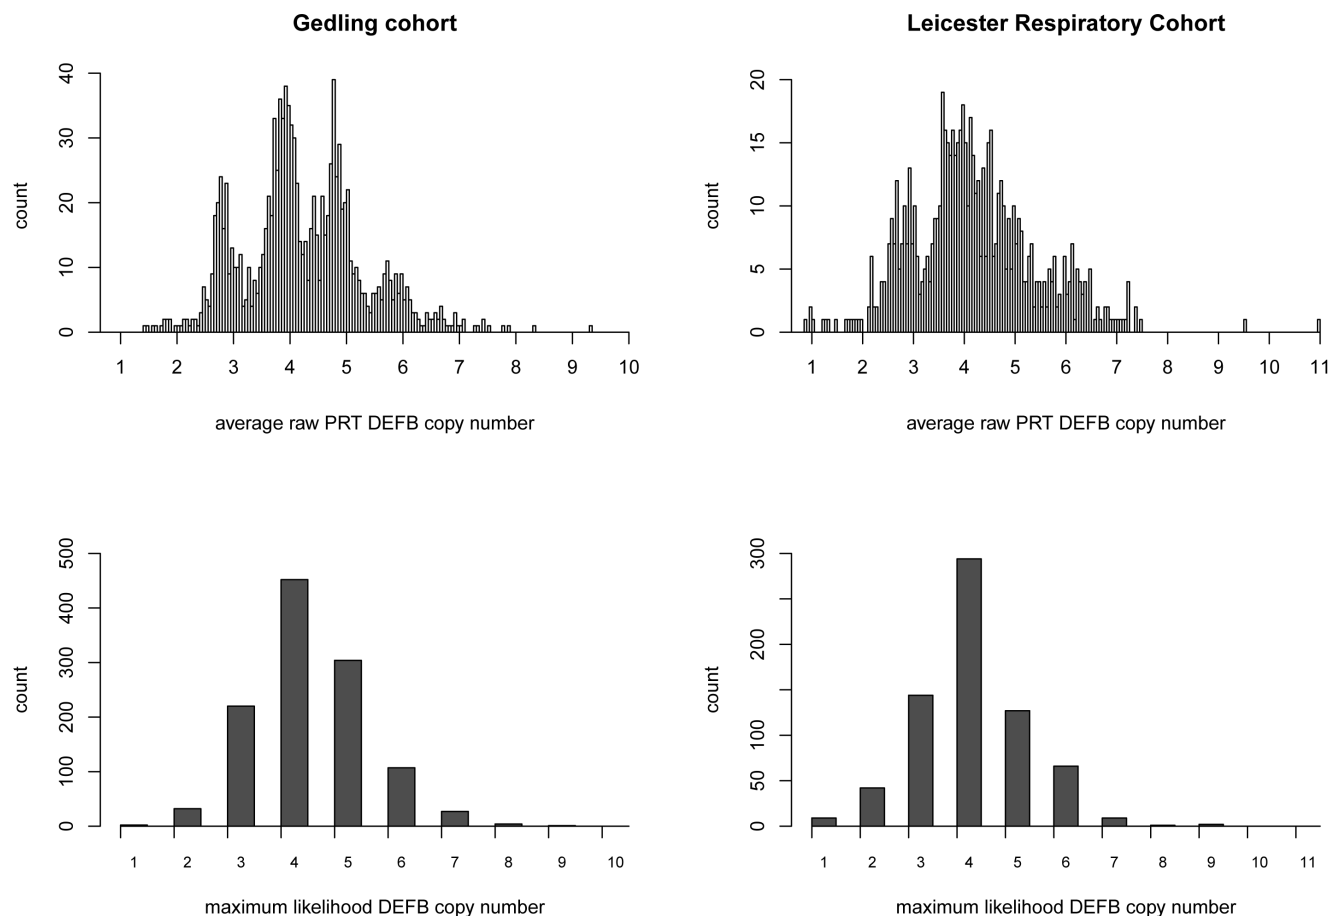 Gedling cohort
Leicester Respiratory Cohort
count
0 10 20 30 40
1 2 3 4 5 6 7 8 9 10
average raw PRT DEFB copy number
count
0 5 10 15 20
1 2 3 4 5 6 7 8 9 10 11
average raw PRT DEFB copy number
count
0 100 200 300 400 500
1 2 3 4 5 6 7 8 9 10
maximum likelihood DEFB copy number
count
0 50 100 200 300
1 2 3 4 5 6 7 8 9 10 11
maximum likelihood DEFB copy number